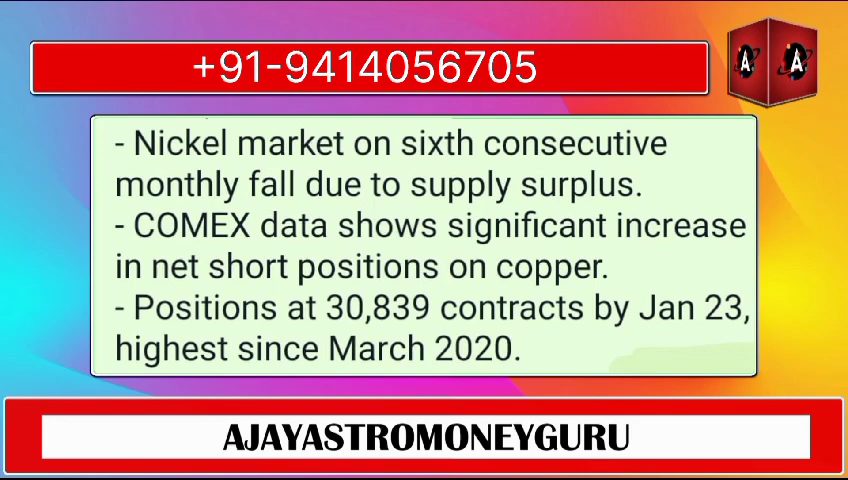 +91-9414056705
A A
- Nickel market on sixth consecutive
monthly fall due to supply surplus.
- COMEX data shows significant increase
in net short positions on copper.
- Positions at 30,839 contracts by Jan 23,
highest since March 2020.
AJAYASTROMONEYGURU